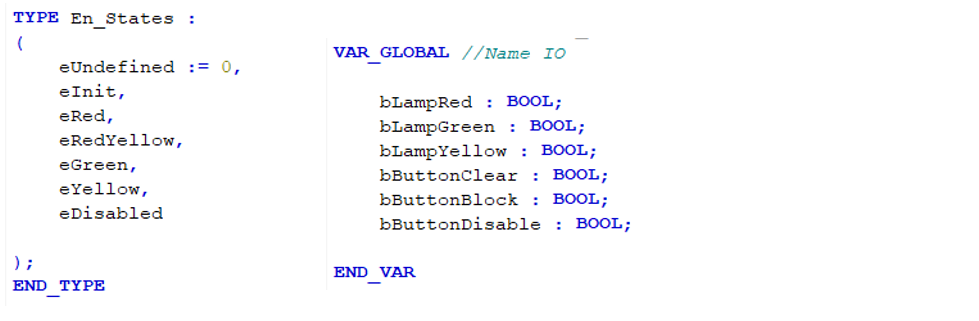 TYPE En_States :
(
    eUndefined := 0,
    eInit,
    eRed,
    eRedYellow,
    eGreen,
    eYellow,
    eDisabled
);
END_TYPE
VAR_GLOBAL //Name IO
    bLampRed : BOOL;
    bLampGreen : BOOL;
    bLampYellow : BOOL;
    bButtonClear : BOOL;
    bButtonBlock : BOOL;
    bButtonDisable : BOOL;
END_VAR